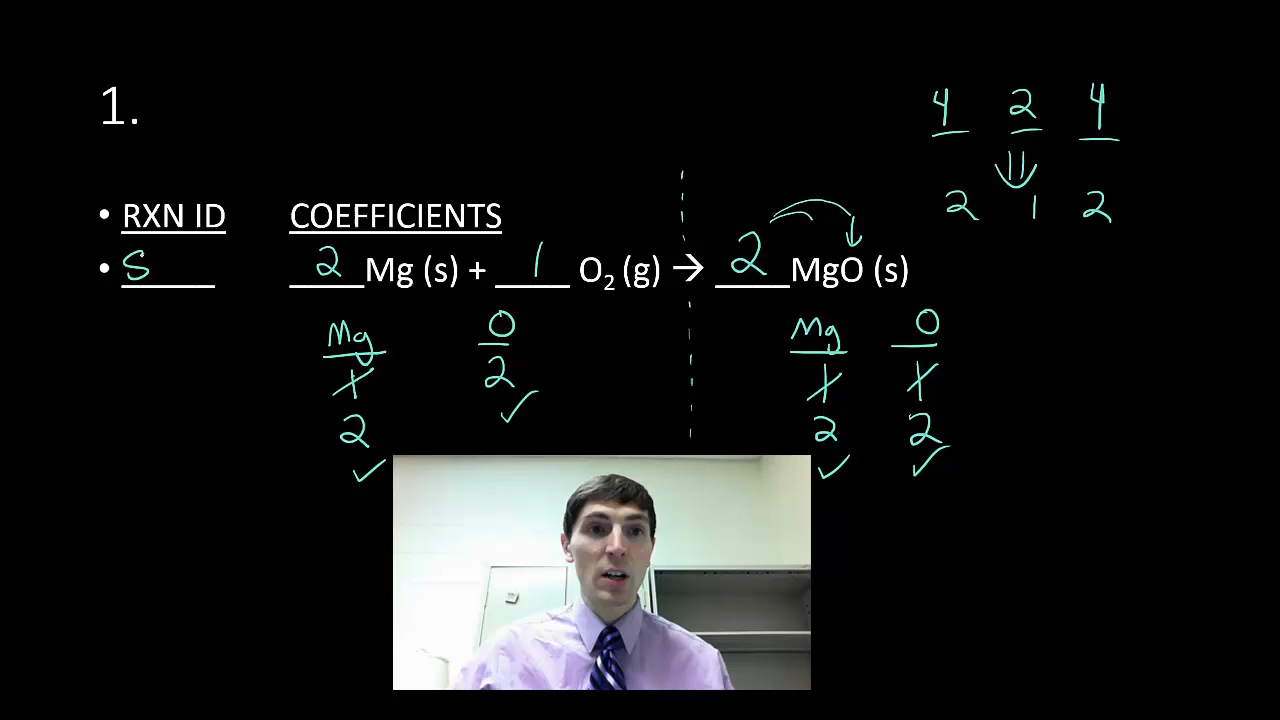 1.
4 2 4
2 1 2
• RXN ID COEFFICIENTS
• S 2 Mg (s) + 1 O₂ (g) → 2 MgO (s)
Mg O Mg O
1 2 1 1
2 2 2